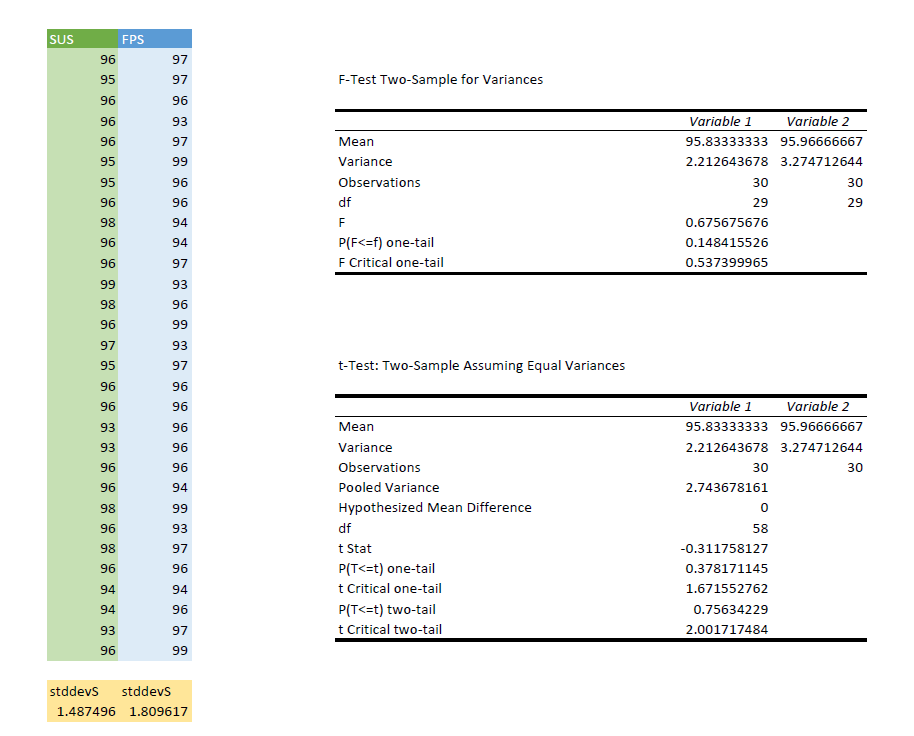 SUS FPS
96 97
95 97
96 96
96 93
96 97
95 99
95 96
96 96
98 94
96 94
96 97
99 93
98 96
96 99
97 93
95 97
96 96
96 96
93 96
93 96
96 96
96 94
98 99
96 93
98 97
96 96
94 94
94 96
93 97
96 99
stddevS stddevS
1.487496 1.809617
F-Test Two-Sample for Variances
Variable 1 Variable 2
Mean 95.83333333 95.96666667
Variance 2.212643678 3.274712644
Observations 30 30
df 29 29
F 0.675675676
P(F<=f) one-tail 0.148415526
F Critical one-tail 0.537399965
t-Test: Two-Sample Assuming Equal Variances
Variable 1 Variable 2
Mean 95.83333333 95.96666667
Variance 2.212643678 3.274712644
Observations 30 30
Pooled Variance 2.743678161
Hypothesized Mean Difference 0
df 58
t Stat -0.311758127
P(T<=t) one-tail 0.378171145
t Critical one-tail 1.671552762
P(T<=t) two-tail 0.75634229
t Critical two-tail 2.001717484